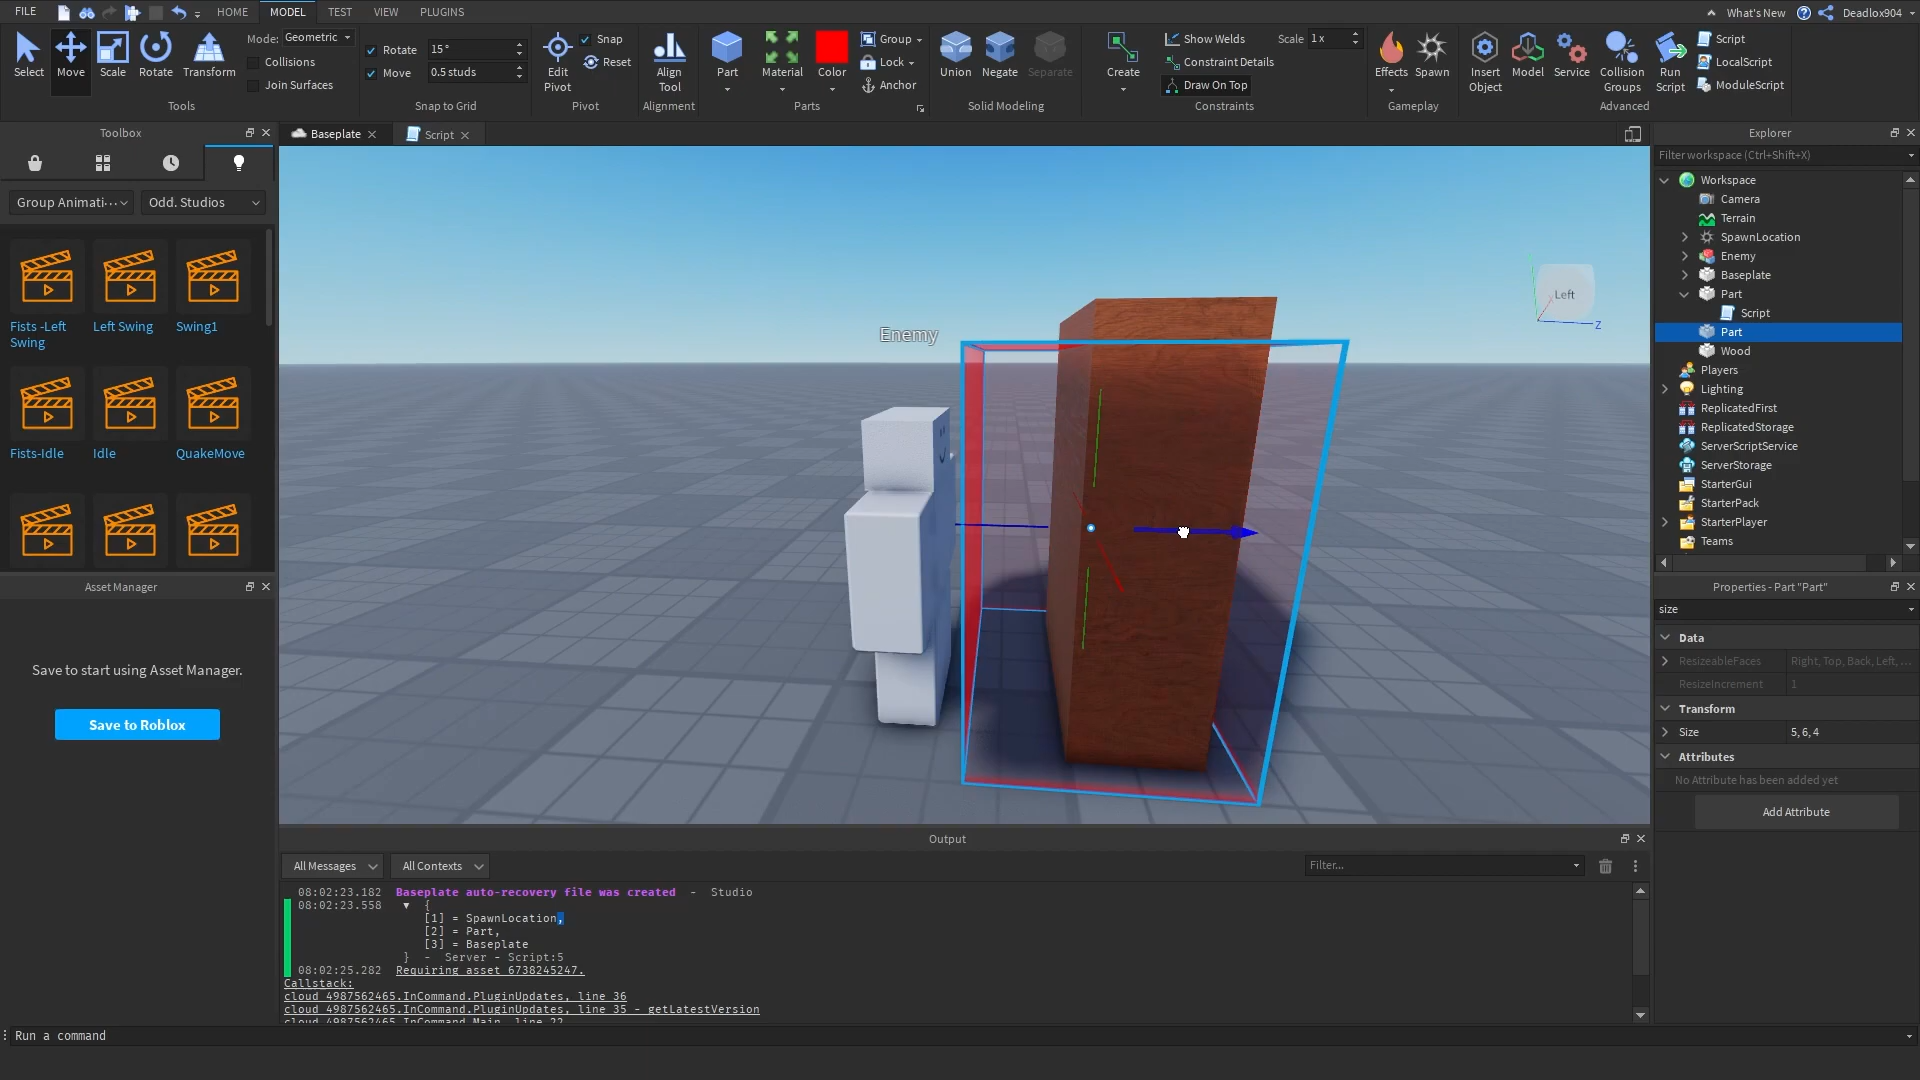 FILE
HOME
MODEL
TEST
VIEW
PLUGINS
What's New
Deadlox904
Select
Move
Scale
Rotate
Transform
Mode: Geometric
Collisions
Join Surfaces
Tools
Rotate 15°
Move 0.5 studs
Snap to Grid
Edit
Pivot
Snap
Reset
Pivot
Align
Tool
Alignment
Part
Material
Color
Group
Lock
Anchor
Parts
Union
Negate
Separate
Solid Modeling
Create
Show Welds
Scale 1 x
Constraint Details
Draw On Top
Constraints
Effects
Spawn
Gameplay
Insert
Object
Model
Service
Collision
Groups
Run
Script
Script
LocalScript
ModuleScript
Advanced
Toolbox
Group Animati···
Odd. Studios
Fists -Left
Swing
Left Swing
Swing1
Fists-Idle
Idle
QuakeMove
Asset Manager
Save to start using Asset Manager.
Save to Roblox
Baseplate
Script
Enemy
Left
Z
Output
All Messages
All Contexts
Filter...
08:02:23.182 Baseplate auto-recovery file was created - Studio
08:02:23.558 ▼ {
[1] = SpawnLocation,
[2] = Part,
[3] = Baseplate
} - Server - Script:5
08:02:25.282 Requiring asset 6738245247.
Callstack:
cloud_4987562465.InCommand.PluginUpdates, line 36
cloud_4987562465.InCommand.PluginUpdates, line 35 - getLatestVersion
cloud_4987562465.InCommand.Main, line 22
Run a command
Explorer
Filter workspace (Ctrl+Shift+X)
Workspace
Camera
Terrain
SpawnLocation
Enemy
Baseplate
Part
Script
Part
Wood
Players
Lighting
ReplicatedFirst
ReplicatedStorage
ServerScriptService
ServerStorage
StarterGui
StarterPack
StarterPlayer
Teams
Properties - Part "Part"
size
Data
ResizeableFaces Right, Top, Back, Left, ...
ResizeIncrement 1
Transform
Size 5, 6, 4
Attributes
No Attribute has been added yet
Add Attribute